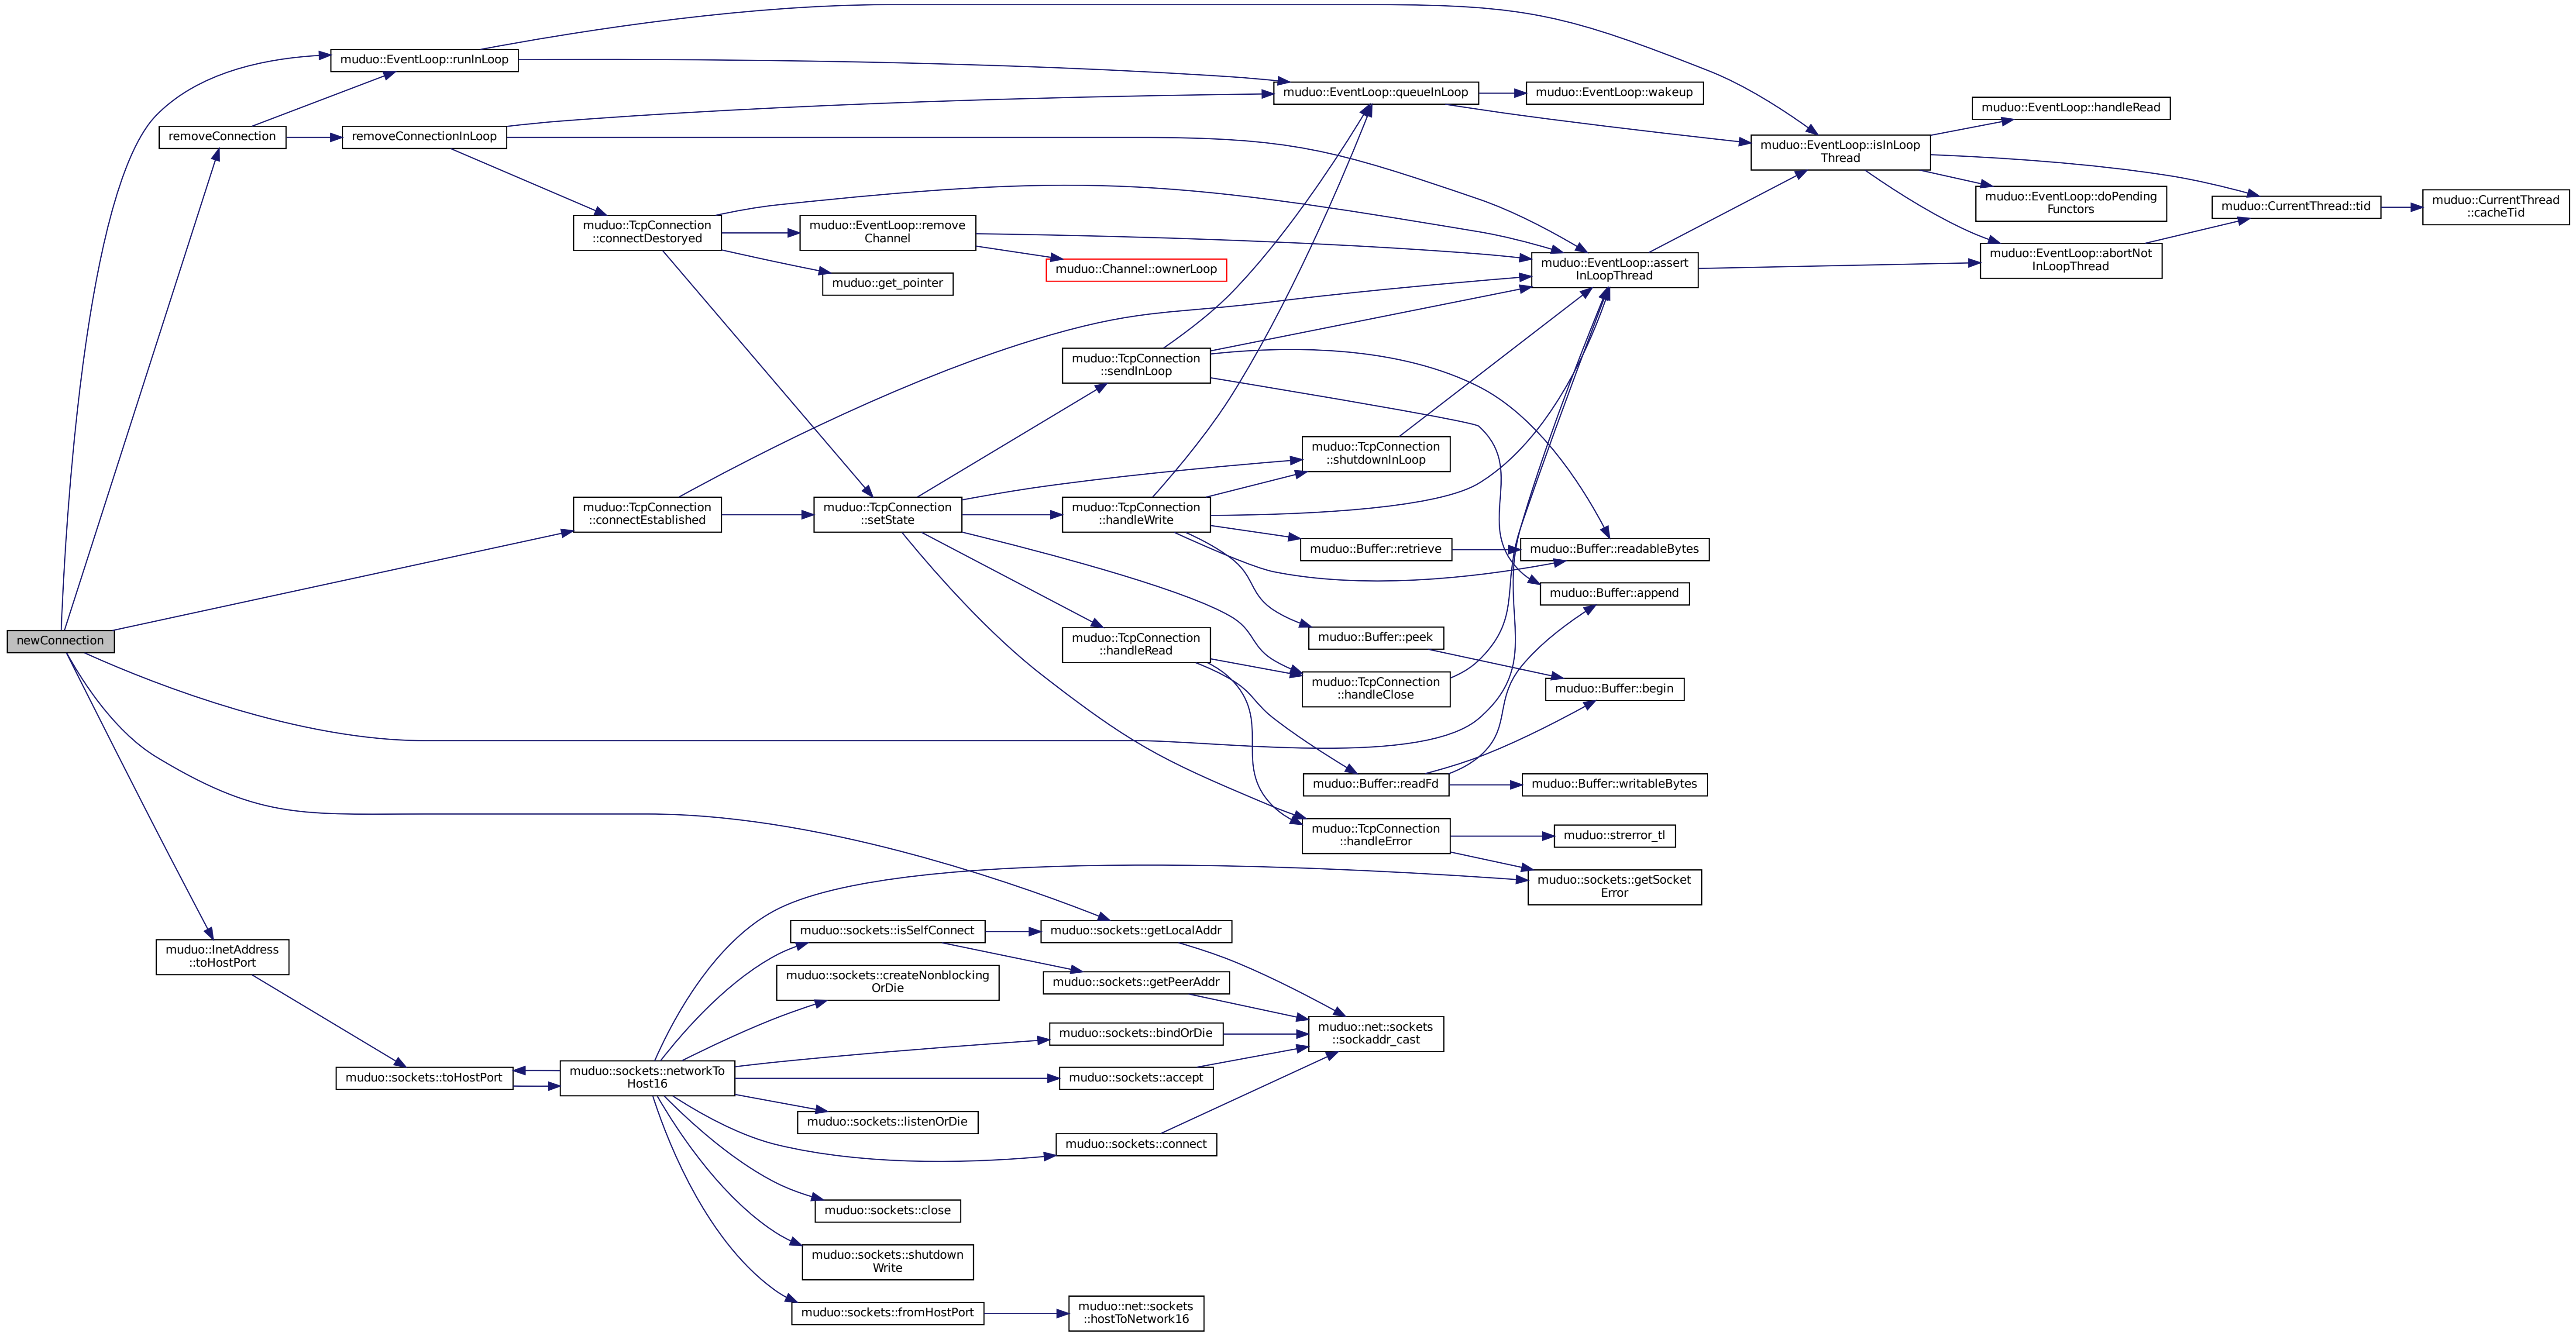 newConnection
muduo::EventLoop::runInLoop
removeConnection
removeConnectionInLoop
muduo::TcpConnection
::connectDestoryed
muduo::EventLoop::remove
Channel
muduo::get_pointer
muduo::Channel::ownerLoop
muduo::EventLoop::queueInLoop
muduo::EventLoop::wakeup
muduo::EventLoop::isInLoop
Thread
muduo::EventLoop::handleRead
muduo::EventLoop::doPending
Functors
muduo::EventLoop::abortNot
InLoopThread
muduo::CurrentThread::tid
muduo::CurrentThread
::cacheTid
muduo::EventLoop::assert
InLoopThread
muduo::TcpConnection
::sendInLoop
muduo::TcpConnection
::shutdownInLoop
muduo::TcpConnection
::connectEstablished
muduo::TcpConnection
::setState
muduo::TcpConnection
::handleWrite
muduo::Buffer::retrieve
muduo::Buffer::readableBytes
muduo::Buffer::append
muduo::Buffer::peek
muduo::TcpConnection
::handleRead
muduo::TcpConnection
::handleClose
muduo::Buffer::begin
muduo::Buffer::readFd
muduo::Buffer::writableBytes
muduo::TcpConnection
::handleError
muduo::strerror_tl
muduo::sockets::getSocket
Error
muduo::InetAddress
::toHostPort
muduo::sockets::toHostPort
muduo::sockets::networkTo
Host16
muduo::sockets::isSelfConnect
muduo::sockets::getLocalAddr
muduo::sockets::createNonblocking
OrDie
muduo::sockets::getPeerAddr
muduo::sockets::bindOrDie
muduo::net::sockets
::sockaddr_cast
muduo::sockets::accept
muduo::sockets::listenOrDie
muduo::sockets::connect
muduo::sockets::close
muduo::sockets::shutdown
Write
muduo::sockets::fromHostPort
muduo::net::sockets
::hostToNetwork16